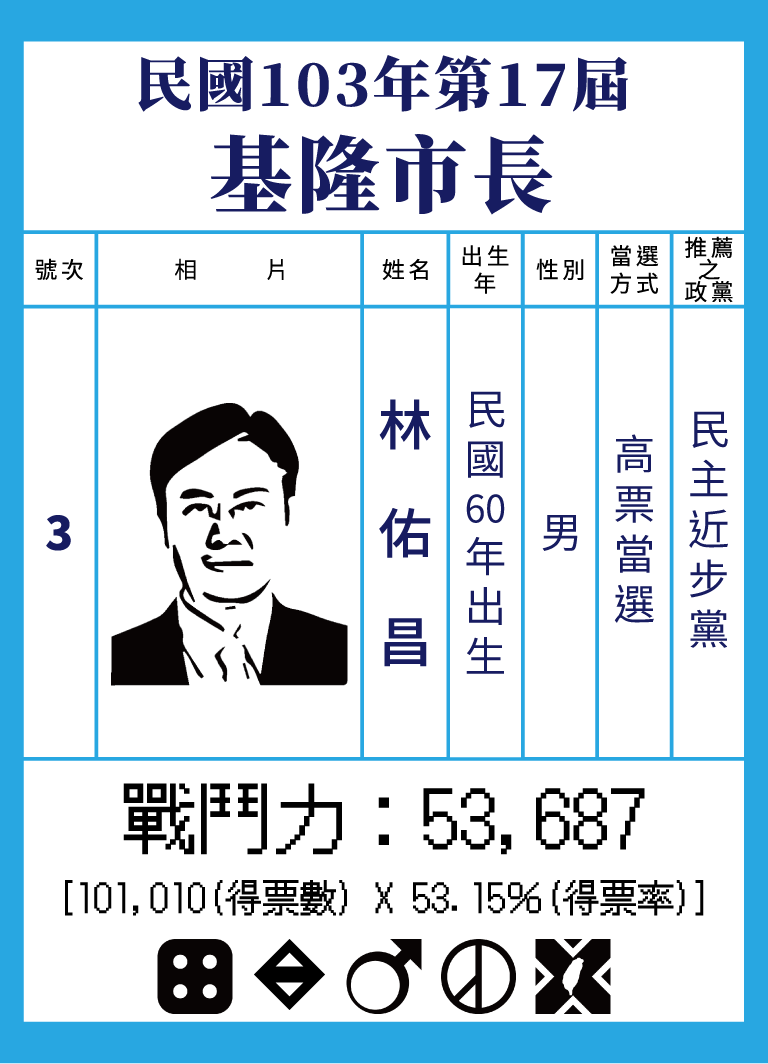 民國103年第17屆
基隆市長
號次
相片
姓名
出生
年
性別
當選
方式
推薦
之
政黨
3
林佑昌
民國60年出生
男
高票當選
民主近步黨
戰鬥力：53,687
[101,010(得票數) X 53.15%(得票率)]